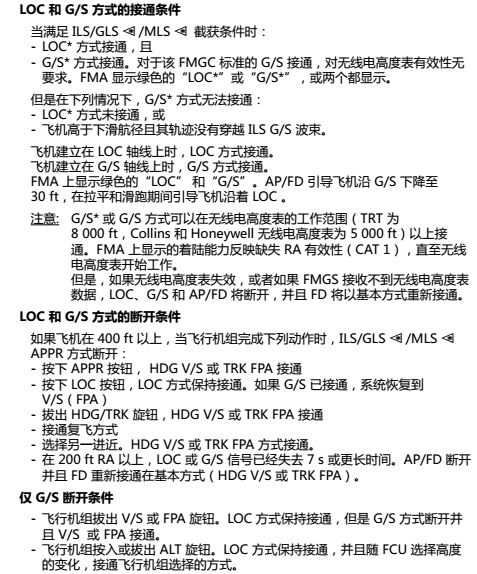 LOC 和 G/S 方式的接通条件
当满足 ILS/GLS ⊲ /MLS ⊲ 截获条件时：
- LOC* 方式接通，且
- G/S* 方式接通。对于该 FMGC 标准的 G/S 接通，对无线电高度表有效性无
要求。FMA 显示绿色的“LOC*”或“G/S*”，或两个都显示。
但是在下列情况下，G/S* 方式无法接通：
- LOC* 方式未接通，或
- 飞机高于下滑航径且其轨迹没有穿越 ILS G/S 波束。
飞机建立在 LOC 轴线上时，LOC 方式接通。
飞机建立在 G/S 轴线上时，G/S 方式接通。
FMA 上显示绿色的“LOC” 和“G/S”。AP/FD 引导飞机沿 G/S 下降至
30 ft，在拉平和滑跑期间引导飞机沿着 LOC 。
注意: G/S* 或 G/S 方式可以在无线电高度表的工作范围（TRT 为
8 000 ft，Collins 和 Honeywell 无线电高度表为 5 000 ft）以上接
通。FMA 上显示的着陆能力反映缺失 RA 有效性（CAT 1），直至无线
电高度表开始工作。
但是，如果无线电高度表失效，或者如果 FMGS 接收不到无线电高度表
数据，LOC、G/S 和 AP/FD 将断开，并且 FD 将以基本方式重新接通。
LOC 和 G/S 方式的断开条件
如果飞机在 400 ft 以上，当飞行机组完成下列动作时，ILS/GLS ⊲ /MLS ⊲
APPR 方式断开：
- 按下 APPR 按钮， HDG V/S 或 TRK FPA 接通
- 按下 LOC 按钮，LOC 方式保持接通。如果 G/S 已接通，系统恢复到
V/S（FPA）
- 拔出 HDG/TRK 旋钮，HDG V/S 或 TRK FPA 接通
- 接通复飞方式
- 选择另一进近。HDG V/S 或 TRK FPA 方式接通。
- 在 200 ft RA 以上，LOC 或 G/S 信号已经失去 7 s 或更长时间。AP/FD 断开
并且 FD 重新接通在基本方式（HDG V/S 或 TRK FPA）。
仅 G/S 断开条件
- 飞行机组拔出 V/S 或 FPA 旋钮。LOC 方式保持接通，但是 G/S 方式断开并
且 V/S 或 FPA 接通。
- 飞行机组按入或拔出 ALT 旋钮。LOC 方式保持接通，并且随 FCU 选择高度
的变化，接通飞行机组选择的方式。